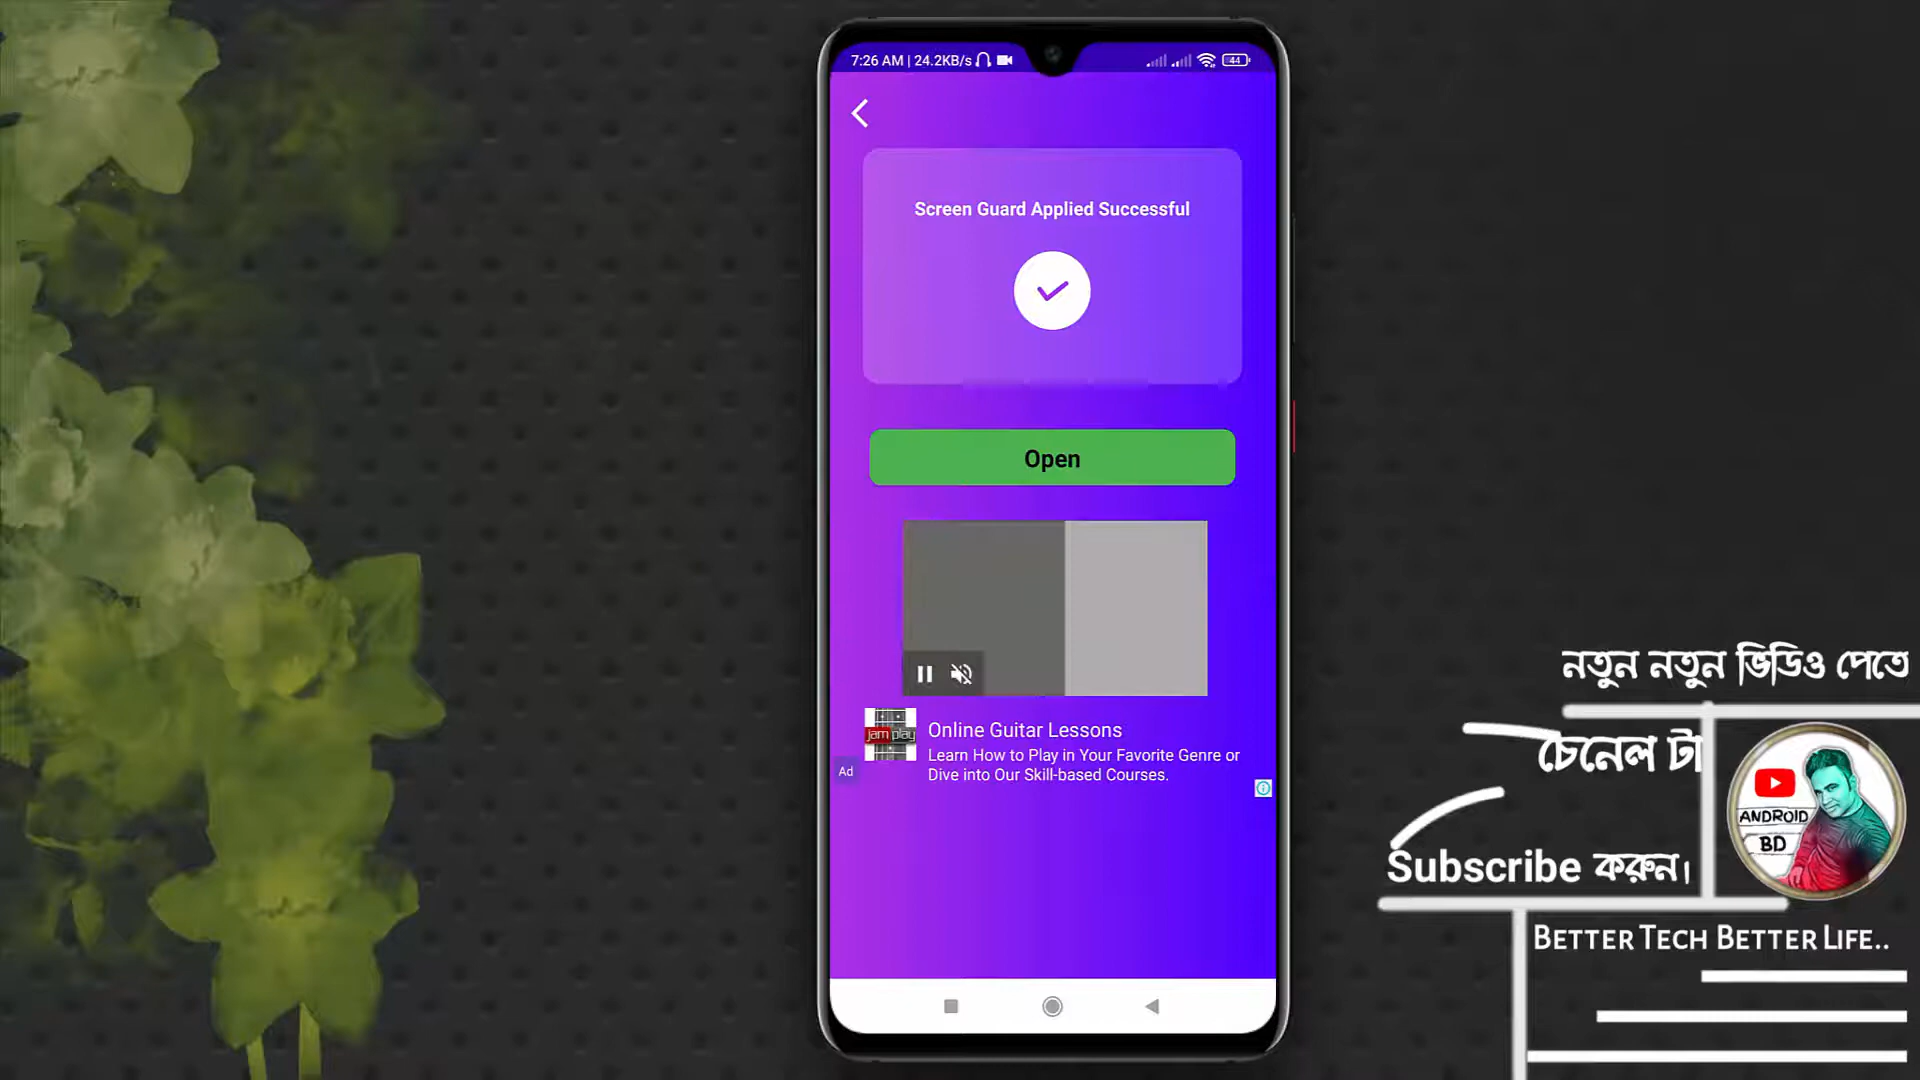 7:26 AM | 24.2KB/s
44
Screen Guard Applied Successful
Open
jam play
Online Guitar Lessons
Learn How to Play in Your Favorite Genre or
Dive into Our Skill-based Courses.
Ad
নতুন নতুন ভিডিও পেতে
চেনেল টা
Subscribe করুন।
ANDROID
BD
BETTER TECH BETTER LIFE..